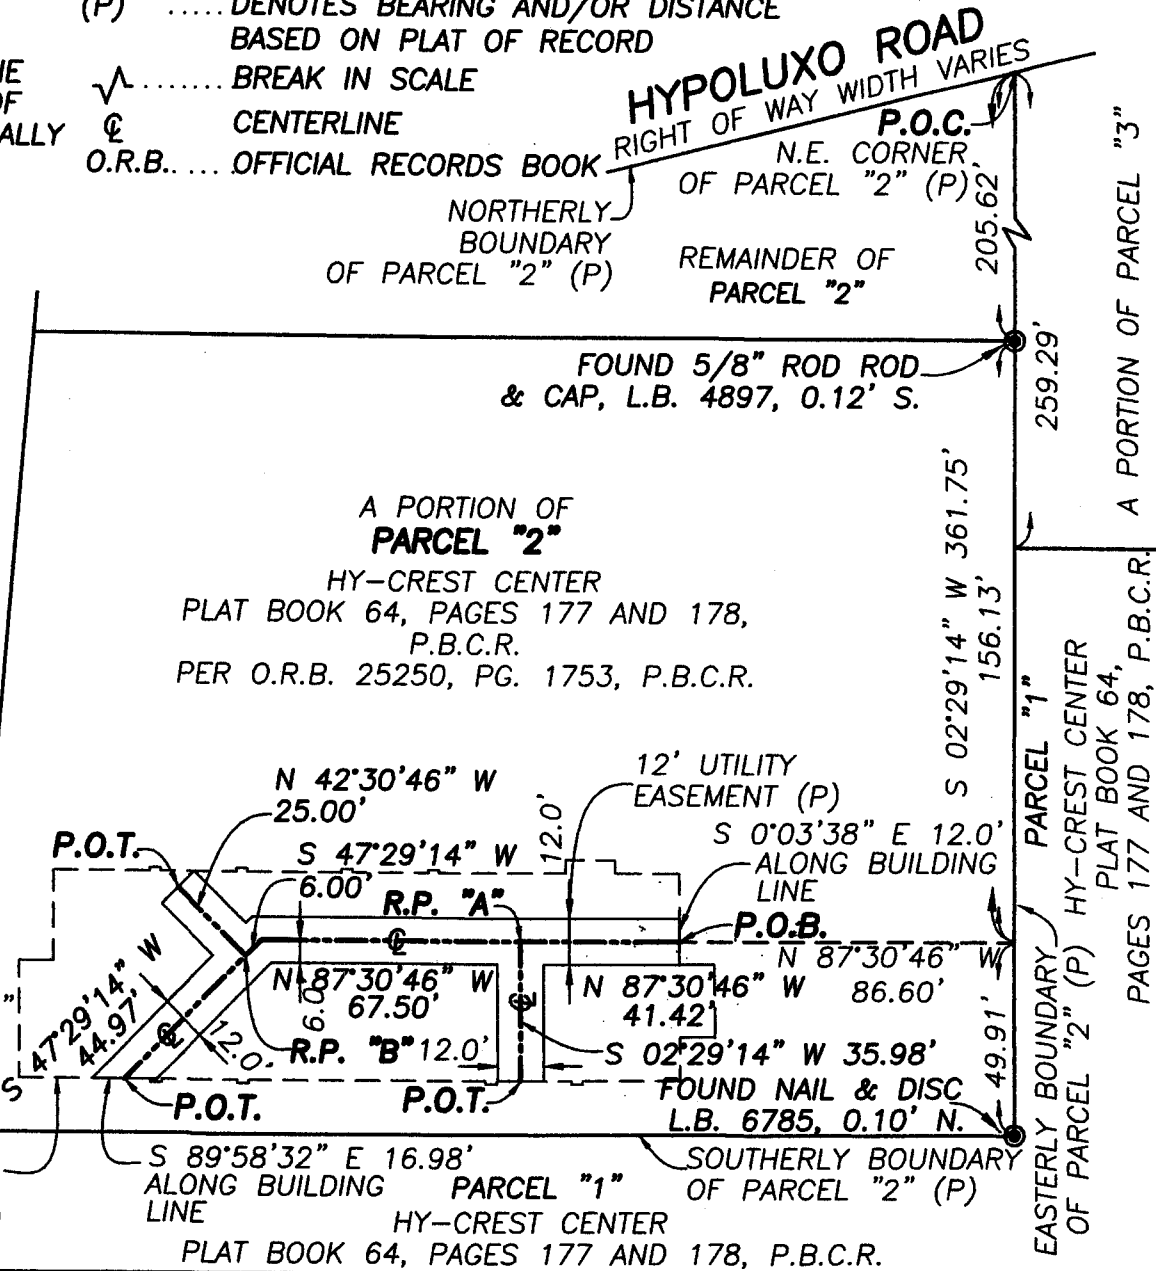 (P) ..... DENOTES BEARING AND/OR DISTANCE
BASED ON PLAT OF RECORD
........ BREAK IN SCALE
ALLY
℄ CENTERLINE
O.R.B..... OFFICIAL RECORDS BOOK
HYPOLUXO ROAD
RIGHT OF WAY WIDTH VARIES
P.O.C.
N.E. CORNER
OF PARCEL "2" (P)
NORTHERLY
BOUNDARY
OF PARCEL "2" (P)
REMAINDER OF
PARCEL "2"
205.62'
FOUND 5/8" ROD ROD
& CAP, L.B. 4897, 0.12' S.
259.29'
A PORTION OF PARCEL "3"
A PORTION OF
PARCEL "2"
HY-CREST CENTER
PLAT BOOK 64, PAGES 177 AND 178,
P.B.C.R.
PER O.R.B. 25250, PG. 1753, P.B.C.R.
S 02°29'14" W 361.75'
156.13'
PARCEL "1"
HY-CREST CENTER
PLAT BOOK 64,
PAGES 177 AND 178, P.B.C.R.
N 42°30'46" W
25.00'
12' UTILITY
EASEMENT (P)
12.0'
S 0°03'38" E 12.0'
ALONG BUILDING
LINE
P.O.T.
S 47°29'14" W
6.00'
R.P. "A"
P.O.B.
℄
N 87°30'46" W
86.60'
N 87°30'46" W
67.50'
N 87°30'46" W
41.42'
℄
6.0'
S 47°29'14" W
44.97'
℄
12.0'
R.P. "B"
12.0'
S 02°29'14" W 35.98'
49.91'
FOUND NAIL & DISC
L.B. 6785, 0.10' N.
P.O.T.
P.O.T.
EASTERLY BOUNDARY
OF PARCEL "2" (P)
S 89°58'32" E 16.98'
ALONG BUILDING
LINE
SOUTHERLY BOUNDARY
OF PARCEL "2" (P)
PARCEL "1"
HY-CREST CENTER
PLAT BOOK 64, PAGES 177 AND 178, P.B.C.R.